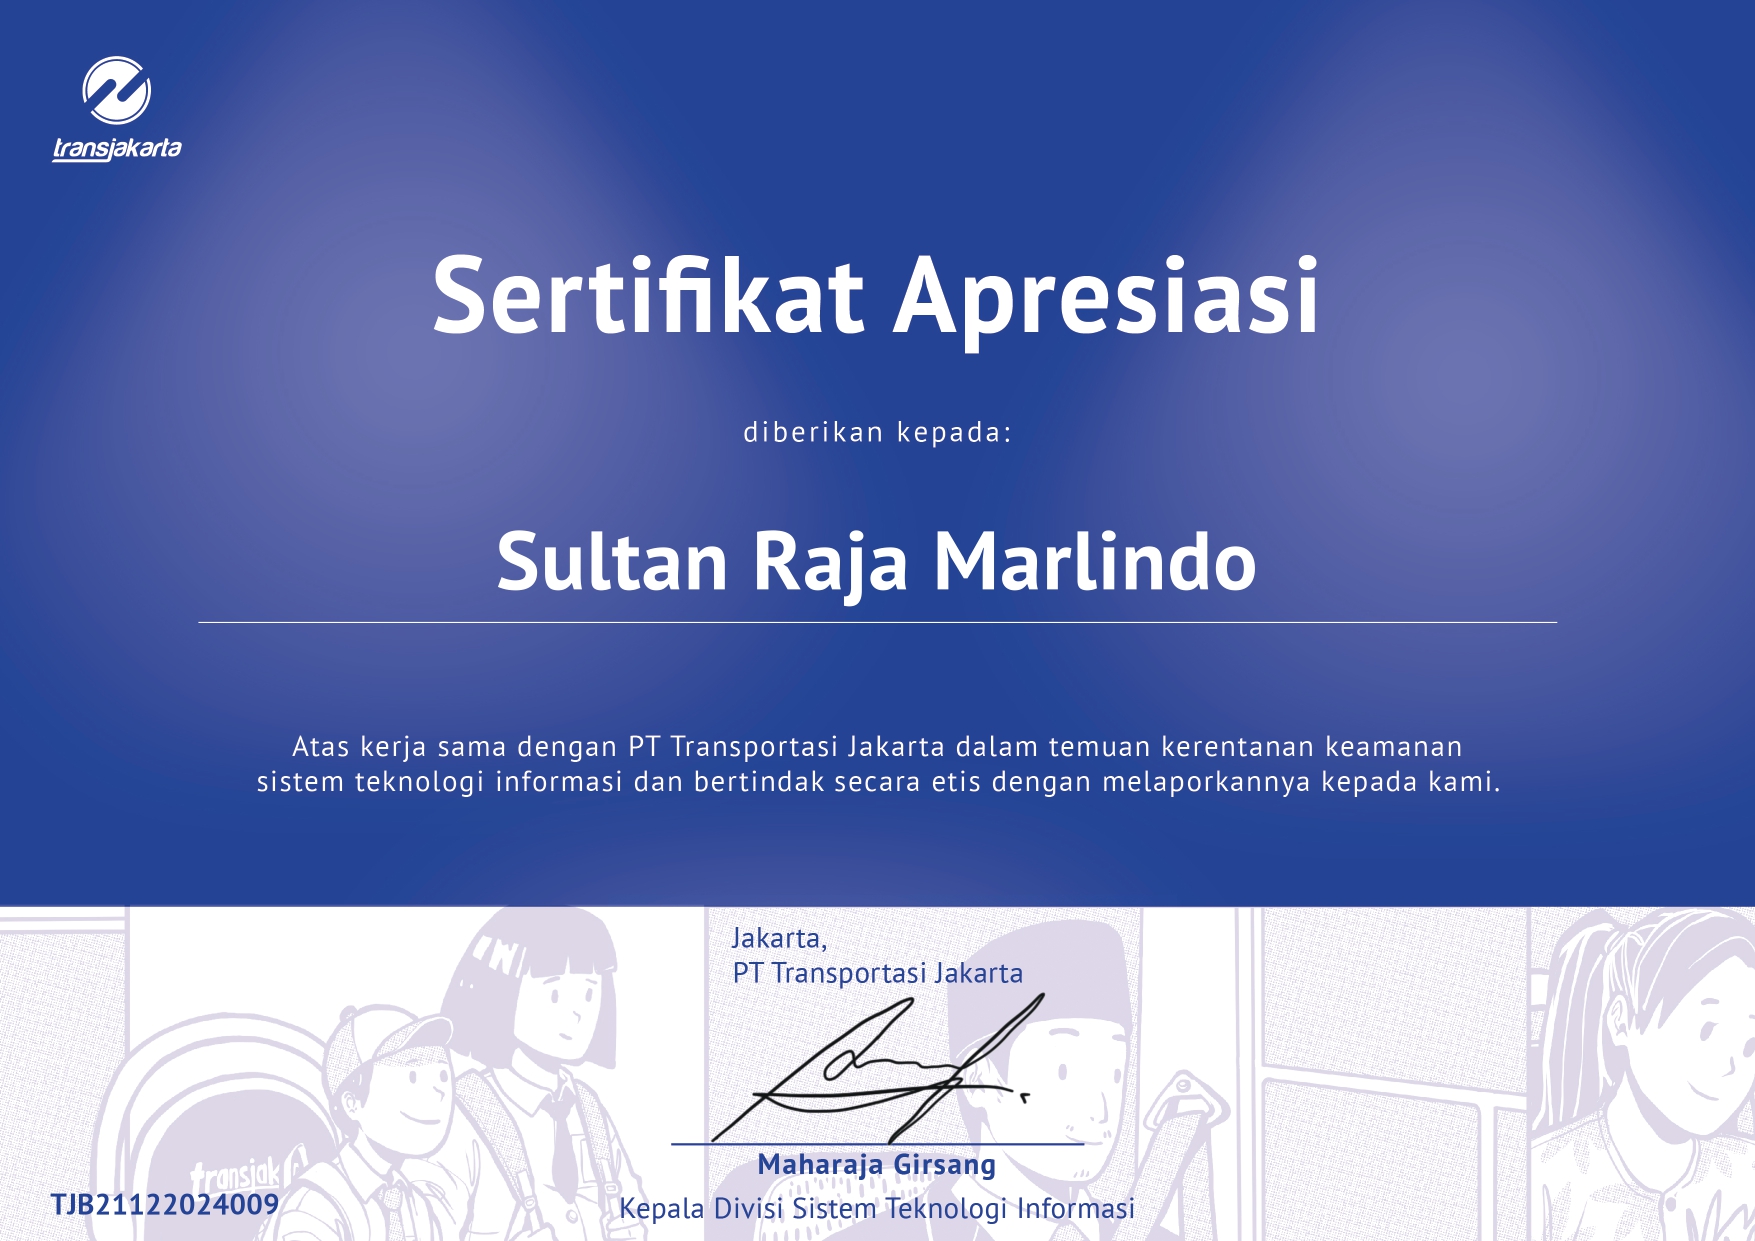 transjakarta
Sertifikat Apresiasi
diberikan kepada:
Sultan Raja Marlindo
Atas kerja sama dengan PT Transportasi Jakarta dalam temuan kerentanan keamanan
sistem teknologi informasi dan bertindak secara etis dengan melaporkannya kepada kami.
Jakarta,
PT Transportasi Jakarta
Maharaja Girsang
Kepala Divisi Sistem Teknologi Informasi
transjak
TJB21122024009